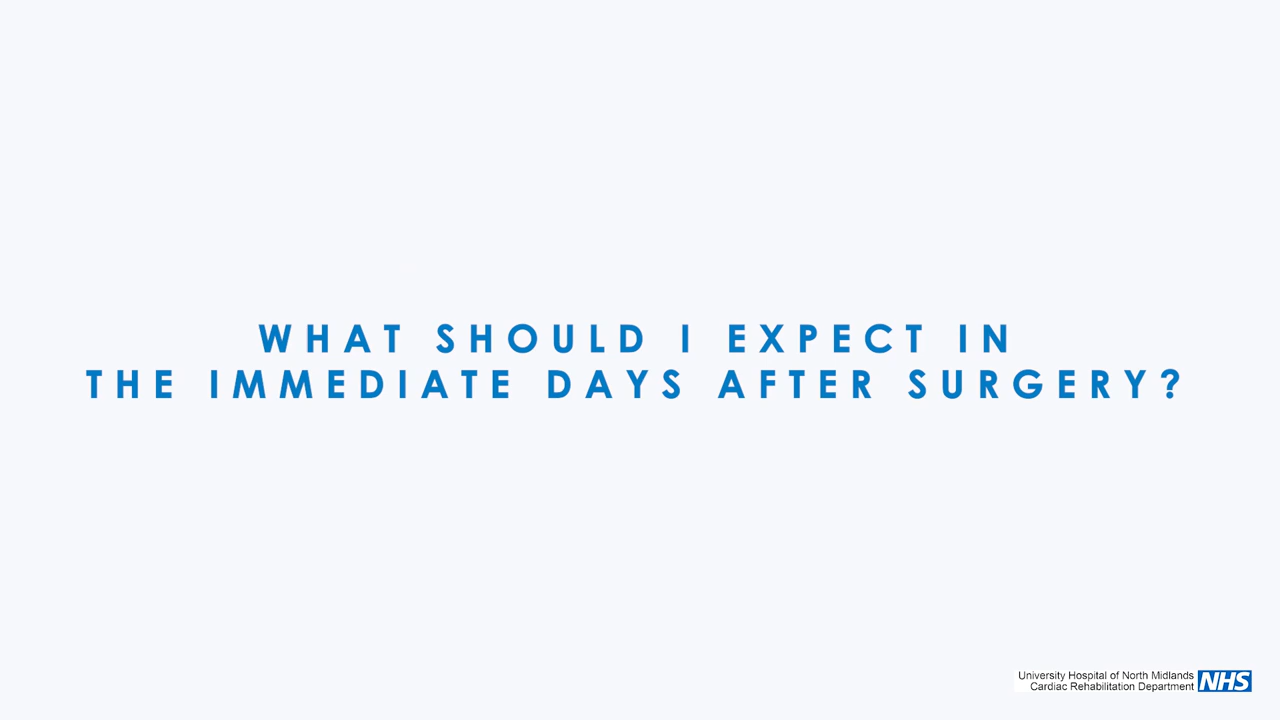 WHAT SHOULD I EXPECT IN
THE IMMEDIATE DAYS AFTER SURGERY?
University Hospital of North Midlands
Cardiac Rehabilitation Department
NHS